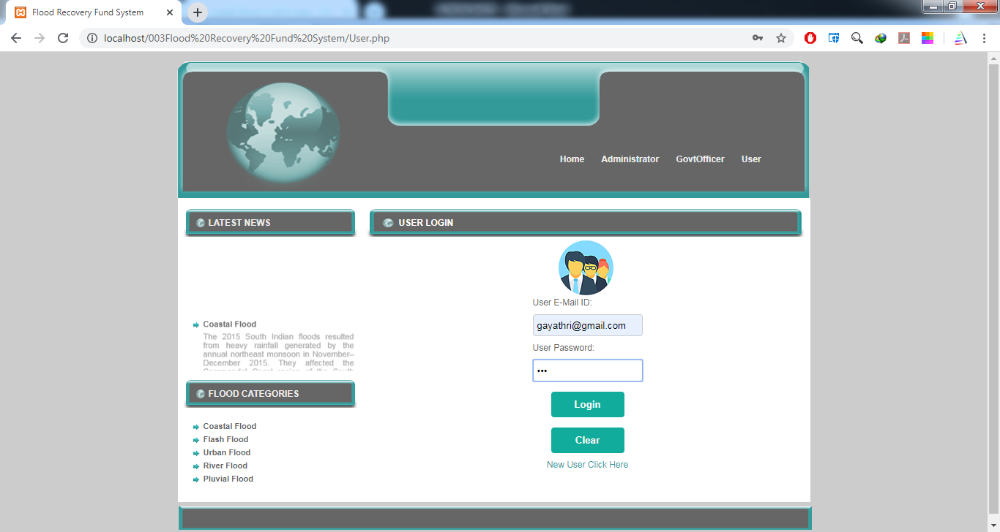 Flood Recovery Fund System
localhost/003Flood%20Recovery%20Fund%20System/User.php
Home Administrator GovtOfficer User
LATEST NEWS
USER LOGIN
User E-Mail ID:
gayathri@gmail.com
User Password:
•••
Login
Clear
New User Click Here
Coastal Flood
The 2015 South Indian floods resulted
from heavy rainfall generated by the
annual northeast monsoon in November–
December 2015. They affected the
FLOOD CATEGORIES
Coastal Flood
Flash Flood
Urban Flood
River Flood
Pluvial Flood